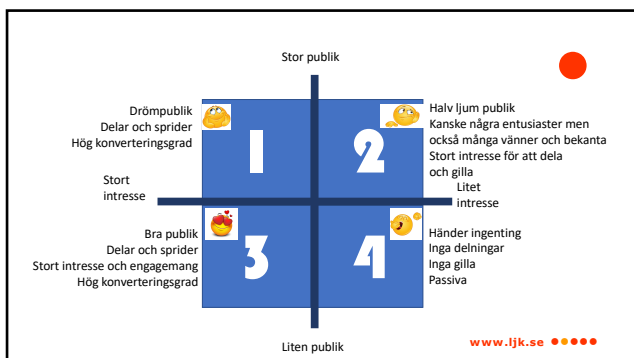 Stor publik
Drömpublik
Delar och sprider
Hög konverteringsgrad
1
2
Halv ljum publik
Kanske några entusiaster men
också många vänner och bekanta
Stort intresse för att dela
och gilla
Stort
intresse
Litet
intresse
Bra publik
Delar och sprider
Stort intresse och engagemang
Hög konverteringsgrad
3
4
Händer ingenting
Inga delningar
Inga gilla
Passiva
Liten publik
www.ljk.se